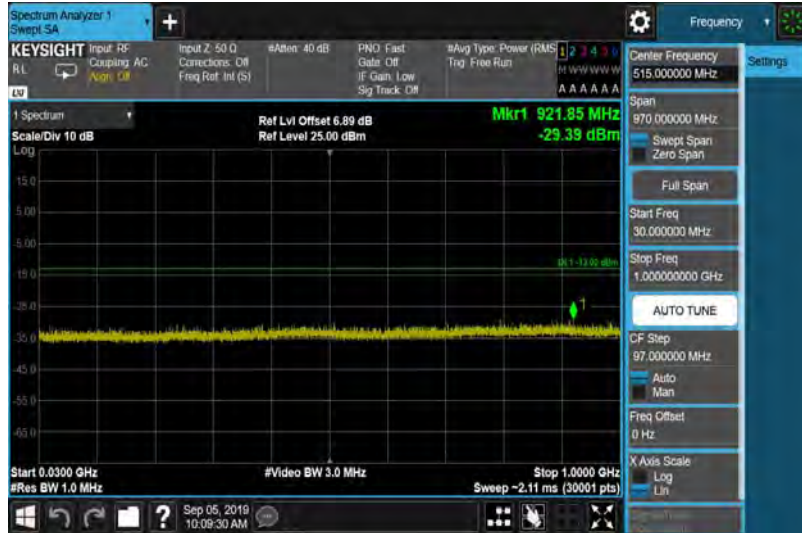 Spectrum Analyzer 1
Swept SA
Frequency
KEYSIGHT
RL
LXI
Input: RF
Coupling: AC
Align: Off
Input Z: 50 Ω
Corrections: Off
Freq Ref: Int (S)
#Atten: 40 dB
PNO: Fast
Gate: Off
IF Gain: Low
Sig Track: Off
#Avg Type: Power (RMS
Trig: Free Run
1 2 3 4 5 6
M W W W W W
A A A A A A
1 Spectrum
Scale/Div 10 dB
Log
Ref Lvl Offset 6.89 dB
Ref Level 25.00 dBm
Mkr1 921.85 MHz
-29.39 dBm
15.0
5.00
-5.00
-15.0
-25.0
-35.0
-45.0
-55.0
-65.0
DL1 -13.00 dBm
1
Start 0.0300 GHz
#Res BW 1.0 MHz
#Video BW 3.0 MHz
Stop 1.0000 GHz
Sweep ~2.11 ms (30001 pts)
Center Frequency
515.000000 MHz
Settings
Span
970.000000 MHz
Swept Span
Zero Span
Full Span
Start Freq
30.000000 MHz
Stop Freq
1.000000000 GHz
AUTO TUNE
CF Step
97.000000 MHz
Auto
Man
Freq Offset
0 Hz
X Axis Scale
Log
Lin
?
Sep 05, 2019
10:09:30 AM